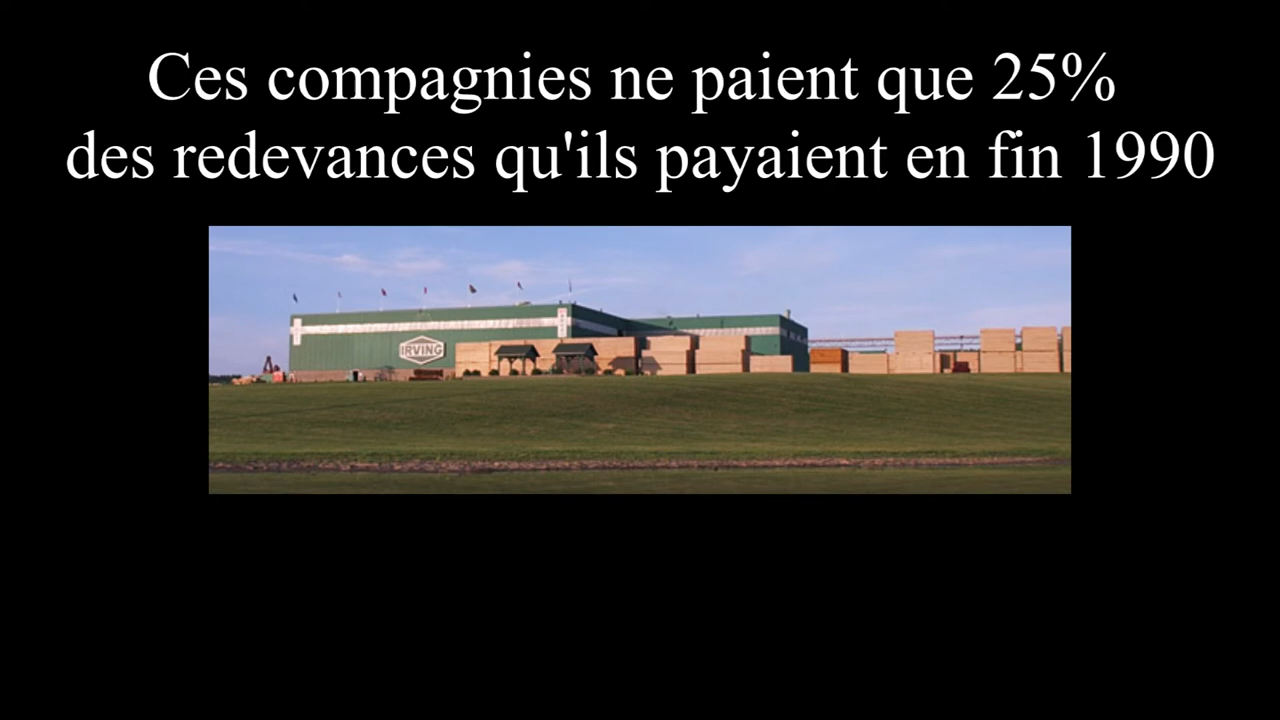 Ces compagnies ne paient que 25%
des redevances qu'ils payaient en fin 1990
IRVING